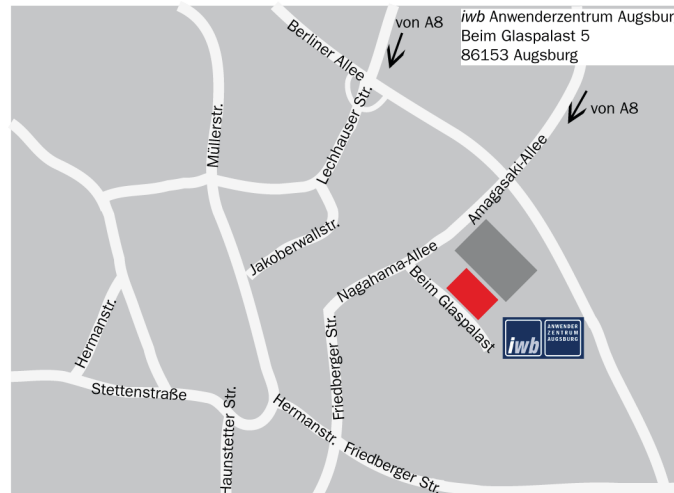 von A8
iwb Anwenderzentrum Augsbur
Beim Glaspalast 5
86153 Augsburg
von A8
Berliner Allee
Müllerstr.
Lechhauser Str.
Amagasaki-Allee
Jakoberwallstr.
Nagahama-Allee
Beim Glaspalast
Hermanstr.
iwb
ANWENDER
ZENTRUM
AUGSBURG
Stettenstraße
Friedberger Str.
Haunstetter Str.
Hermanstr.
Friedberger Str.